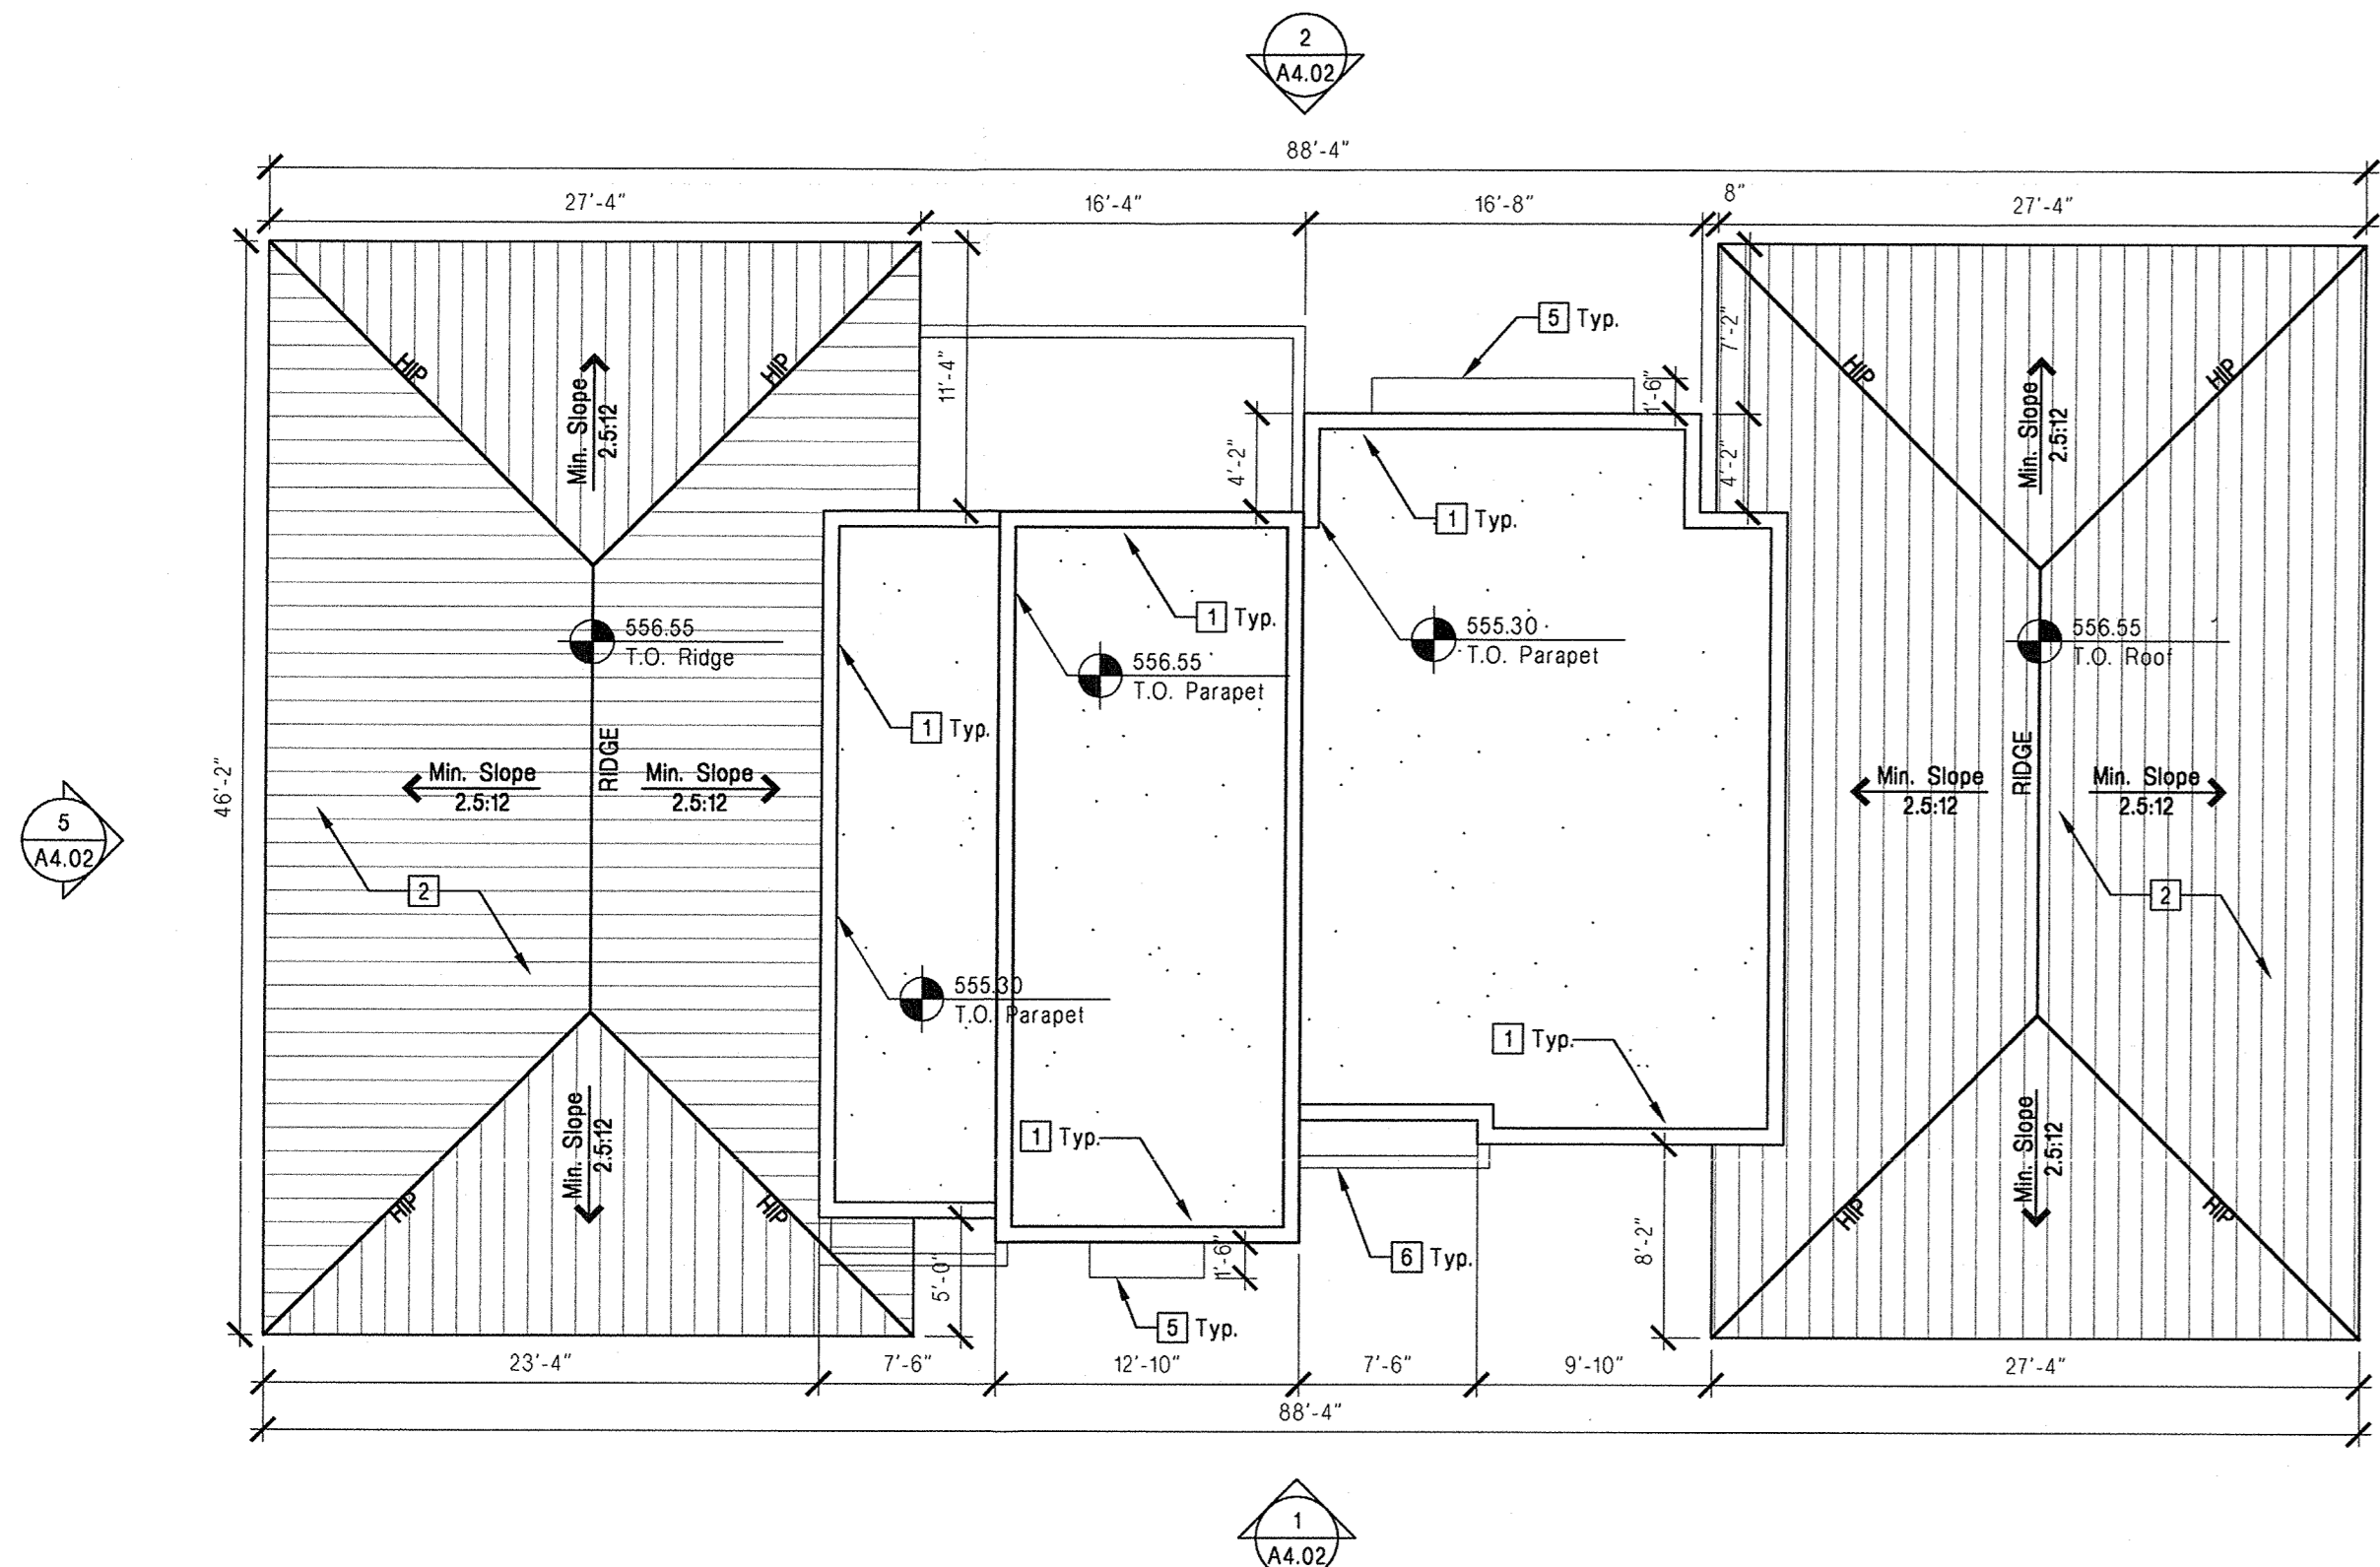 2
A4.02
88'-4"
27'-4"
16'-4"
16'-8"
8"
27'-4"
5 Typ.
7'-2"
1'-6"
11'-4"
4'-2"
4'-2"
HIP
HIP
HIP
HIP
Min. Slope
2.5:12
Min. Slope
2.5:12
1 Typ.
1 Typ.
556.55
T.O. Ridge
556.55
T.O. Parapet
555.30
T.O. Parapet
556.55
T.O. Roof
1 Typ.
RIDGE
RIDGE
Min. Slope
2.5:12
Min. Slope
2.5:12
Min. Slope
2.5:12
Min. Slope
2.5:12
46'-2"
5
A4.02
2
2
555.30
T.O. Parapet
1 Typ.
1 Typ.
Min. Slope
2.5:12
Min. Slope
2.5:12
HIP
HIP
HIP
HIP
5'-0"
1'-6"
8'-2"
6 Typ.
5 Typ.
23'-4"
7'-6"
12'-10"
7'-6"
9'-10"
27'-4"
88'-4"
1
A4.02